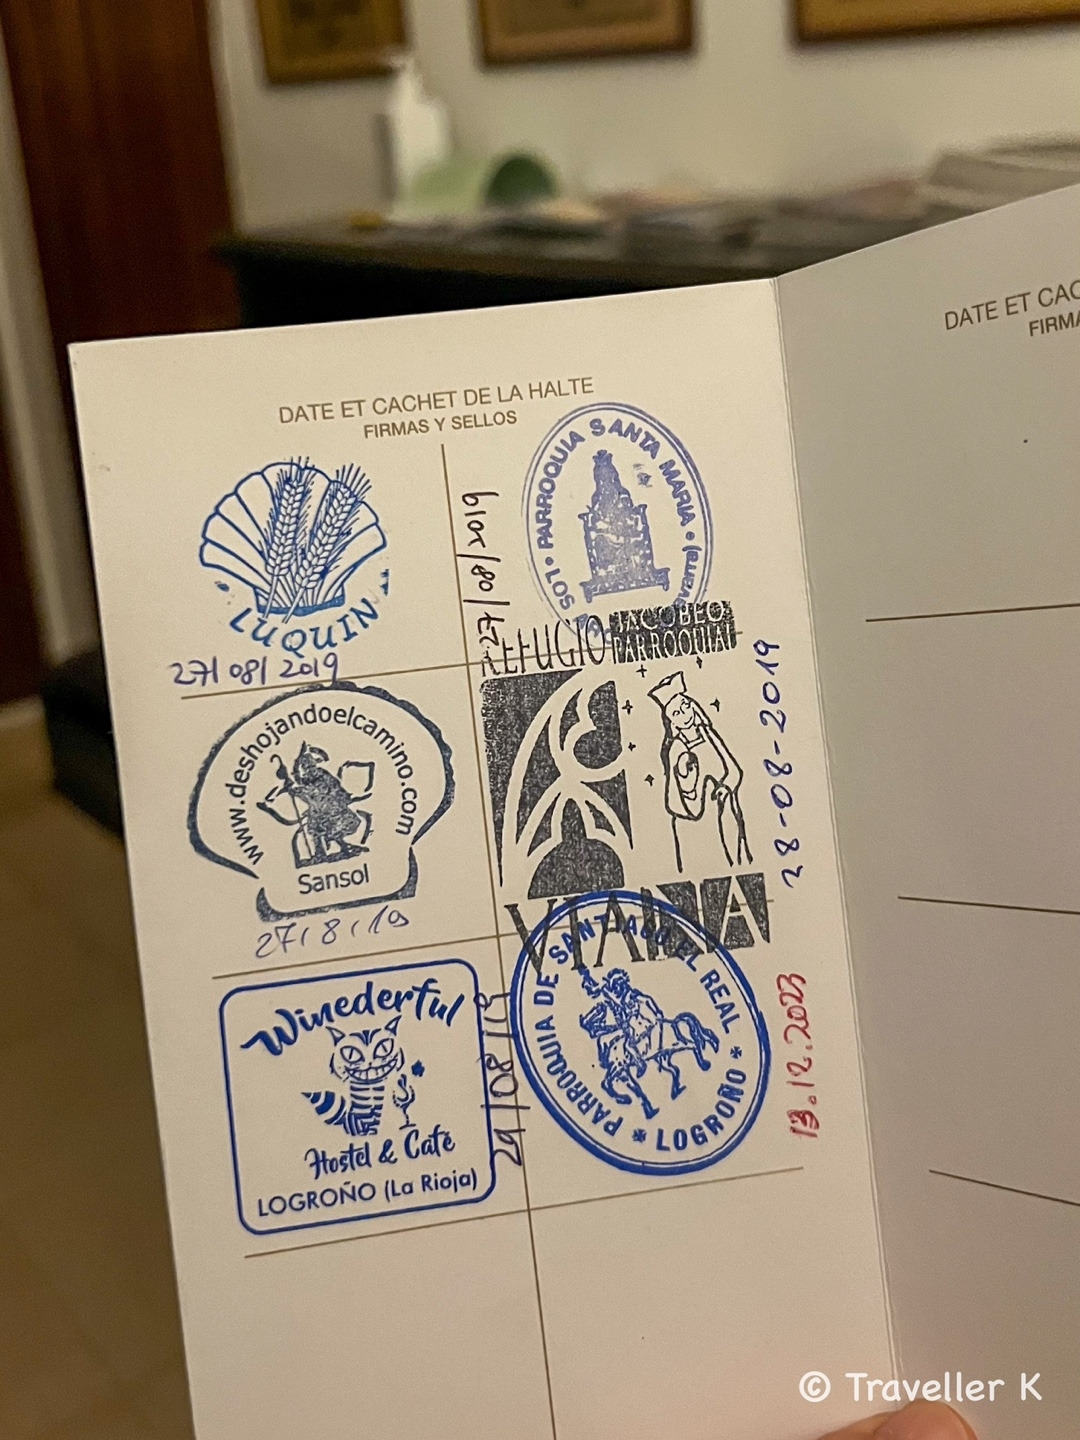 DATE ET CACHET DE LA HALTE
FIRMAS Y SELLOS
LUQUIN
27/08/2019
27/08/2019
LOS • PARROQUIA SANTA MARIA •
www.deshojandoelcamino.com
Sansol
27/8/19
REFUGIO JACOBEO
PARROQUIAL
VIANA
28-08-2019
Winederful
Hostel & Café
LOGROÑO (La Rioja)
29/08/19
PARROQUIA DE SANTIAGO EL REAL
* LOGROÑO *
13.12.2023
DATE ET CAC
FIRMA
© Traveller K